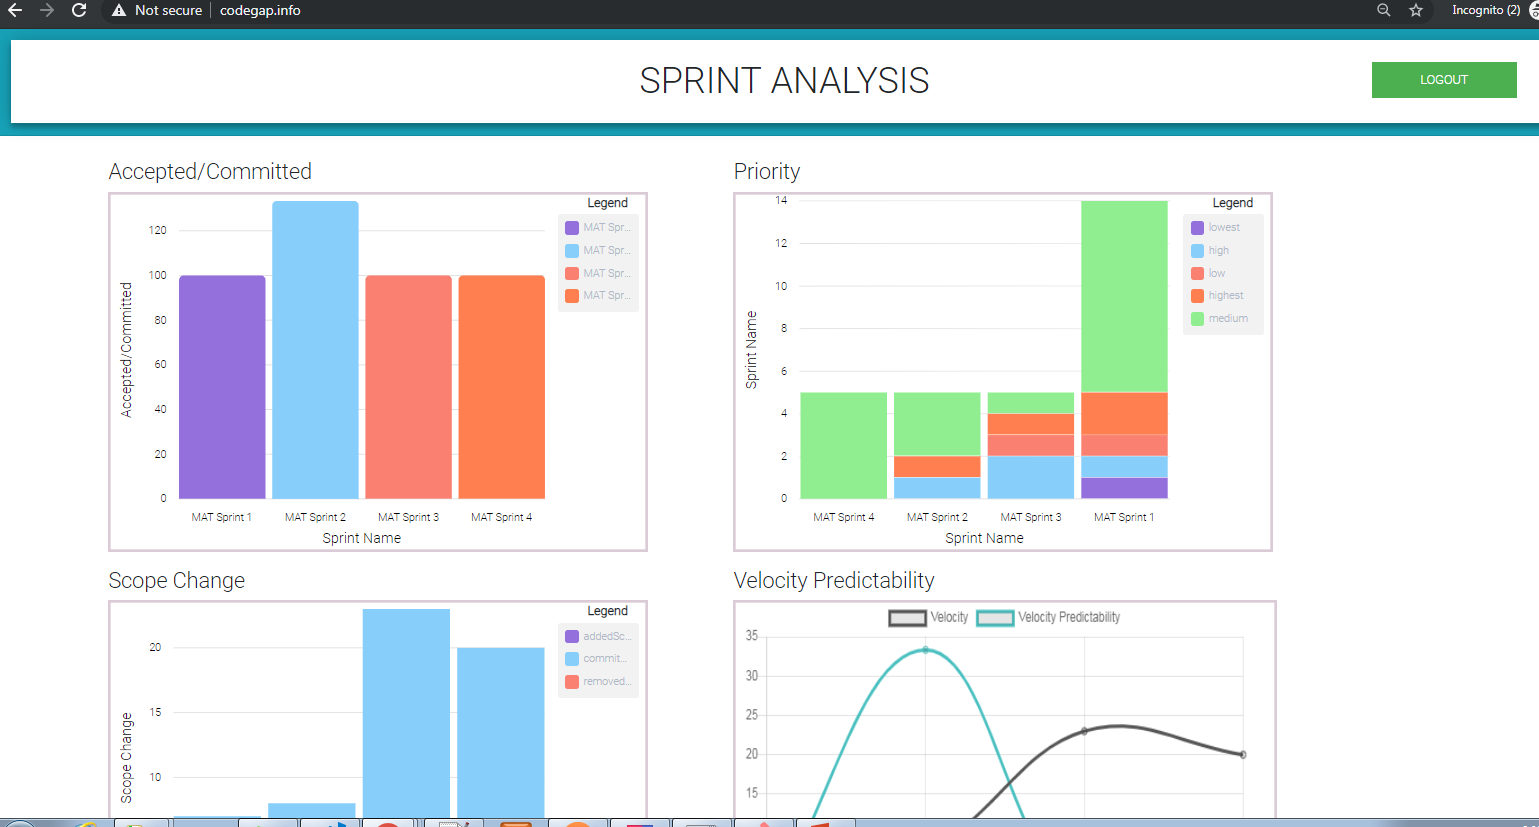 Not secure codegap.info Incognito (2)
SPRINT ANALYSIS
LOGOUT
Accepted/Committed
Legend
MAT Spr...
MAT Spr...
MAT Spr...
MAT Spr...
120
100
80
60
40
20
0
Accepted/Committed
MAT Sprint 1 MAT Sprint 2 MAT Sprint 3 MAT Sprint 4
Sprint Name
Priority
Legend
lowest
high
low
highest
medium
14
12
10
8
6
4
2
0
Sprint Name
MAT Sprint 4 MAT Sprint 2 MAT Sprint 3 MAT Sprint 1
Sprint Name
Scope Change
Legend
addedSc...
commit...
removed...
20
15
10
Scope Change
Velocity Predictability
Velocity Velocity Predictability
35
30
25
20
15